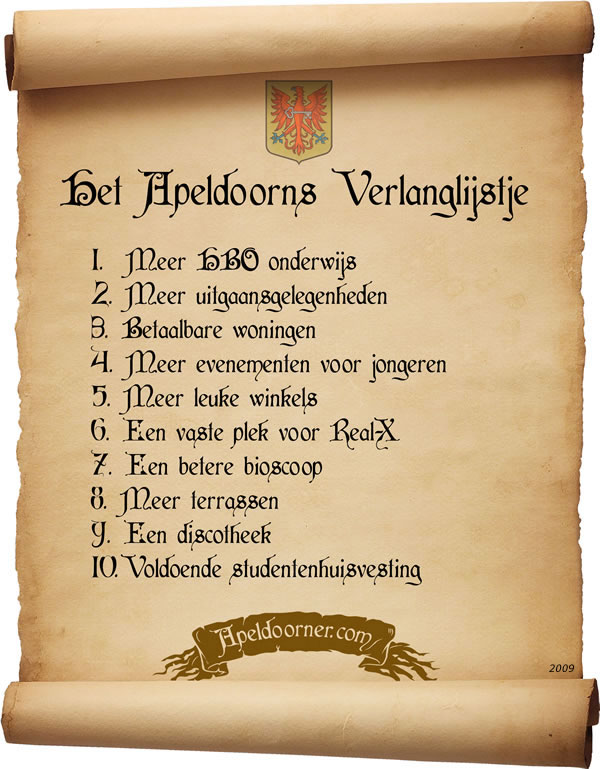 Het Apeldoorns Verlanglijstje
1. Meer HBO onderwijs
2. Meer uitgaansgelegenheden
3. Betaalbare woningen
4. Meer evenementen voor jongeren
5. Meer leuke winkels
6. Een vaste plek voor Real-X
7. Een betere bioscoop
8. Meer terrassen
9. Een discotheek
10. Voldoende studentenhuisvesting
Apeldoorner.com
2009